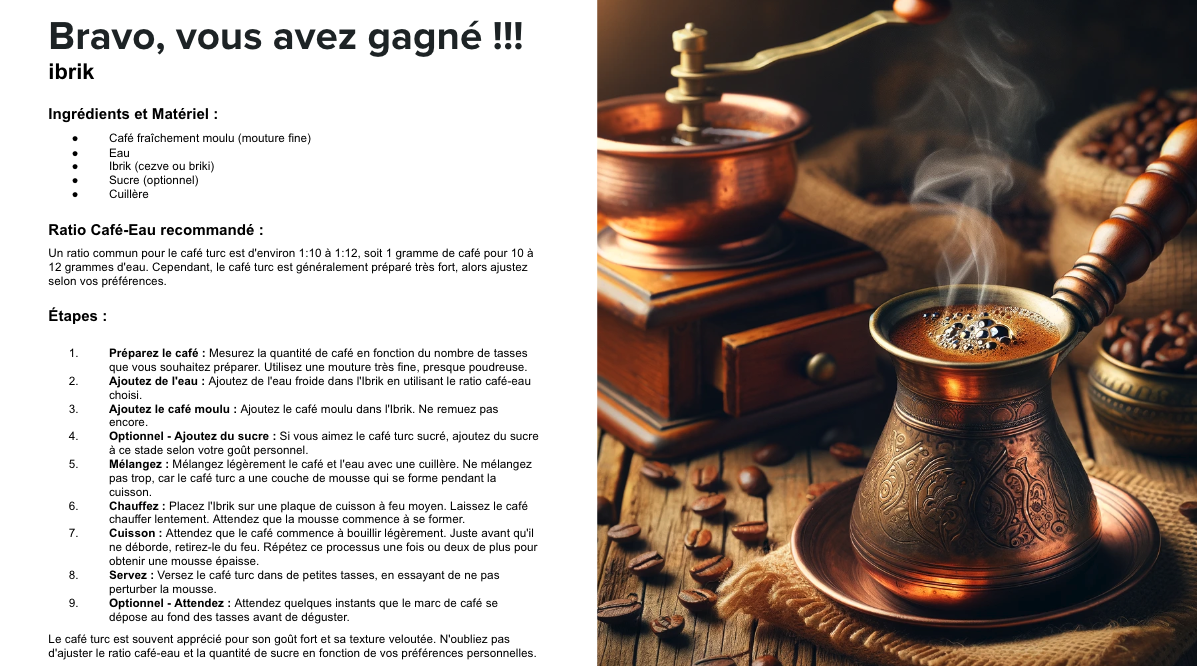 Bravo, vous avez gagné !!!
ibrik
Ingrédients et Matériel :
● Café fraîchement moulu (mouture fine)
● Eau
● Ibrik (cezve ou briki)
● Sucre (optionnel)
● Cuillère
Ratio Café-Eau recommandé :
Un ratio commun pour le café turc est d'environ 1:10 à 1:12, soit 1 gramme de café pour 10 à
12 grammes d'eau. Cependant, le café turc est généralement préparé très fort, alors ajustez
selon vos préférences.
Étapes :
1. Préparez le café : Mesurez la quantité de café en fonction du nombre de tasses
que vous souhaitez préparer. Utilisez une mouture très fine, presque poudreuse.
2. Ajoutez de l'eau : Ajoutez de l'eau froide dans l'Ibrik en utilisant le ratio café-eau
choisi.
3. Ajoutez le café moulu : Ajoutez le café moulu dans l'Ibrik. Ne remuez pas
encore.
4. Optionnel - Ajoutez du sucre : Si vous aimez le café turc sucré, ajoutez du sucre
à ce stade selon votre goût personnel.
5. Mélangez : Mélangez légèrement le café et l'eau avec une cuillère. Ne mélangez
pas trop, car le café turc a une couche de mousse qui se forme pendant la
cuisson.
6. Chauffez : Placez l'Ibrik sur une plaque de cuisson à feu moyen. Laissez le café
chauffer lentement. Attendez que la mousse commence à se former.
7. Cuisson : Attendez que le café commence à bouillir légèrement. Juste avant qu'il
ne déborde, retirez-le du feu. Répétez ce processus une fois ou deux de plus pour
obtenir une mousse épaisse.
8. Servez : Versez le café turc dans de petites tasses, en essayant de ne pas
perturber la mousse.
9. Optionnel - Attendez : Attendez quelques instants que le marc de café se
dépose au fond des tasses avant de déguster.
Le café turc est souvent apprécié pour son goût fort et sa texture veloutée. N'oubliez pas
d'ajuster le ratio café-eau et la quantité de sucre en fonction de vos préférences personnelles.